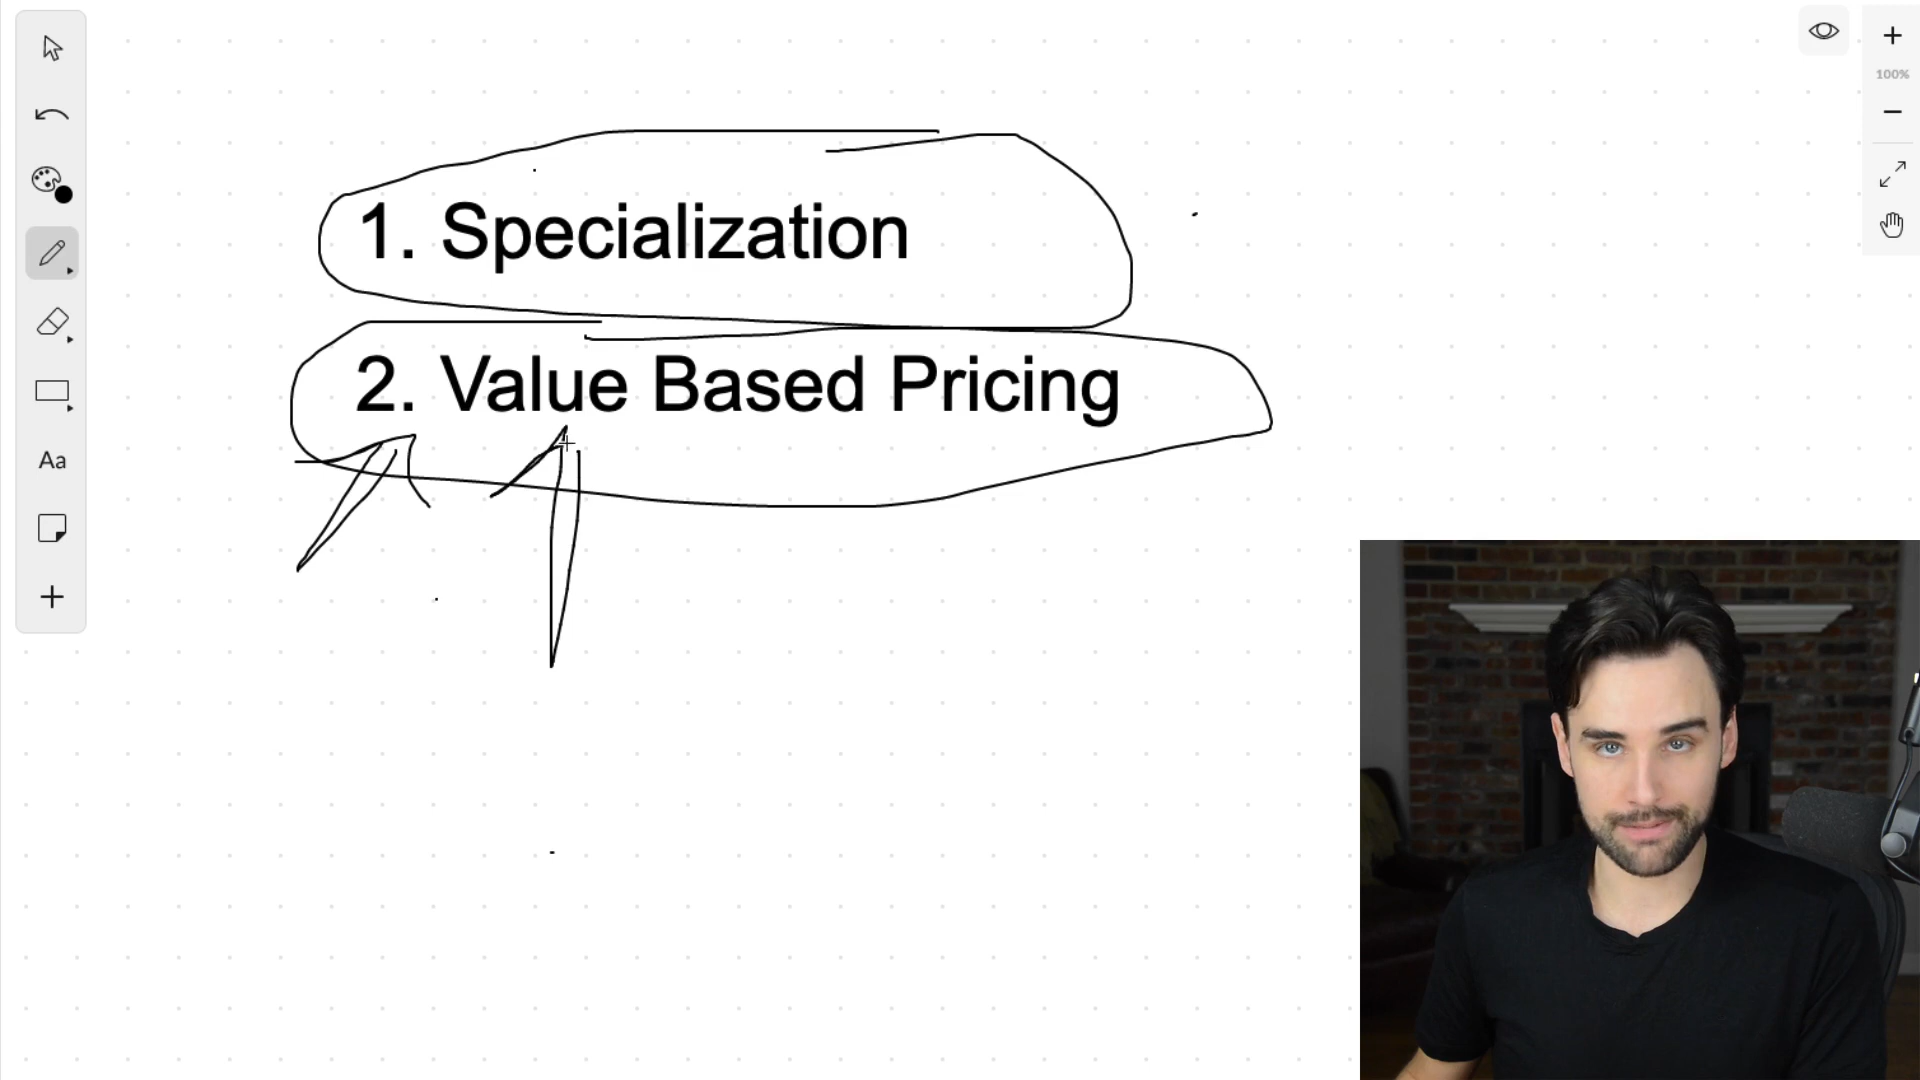 100%
1. Specialization
2. Value Based Pricing
Aa